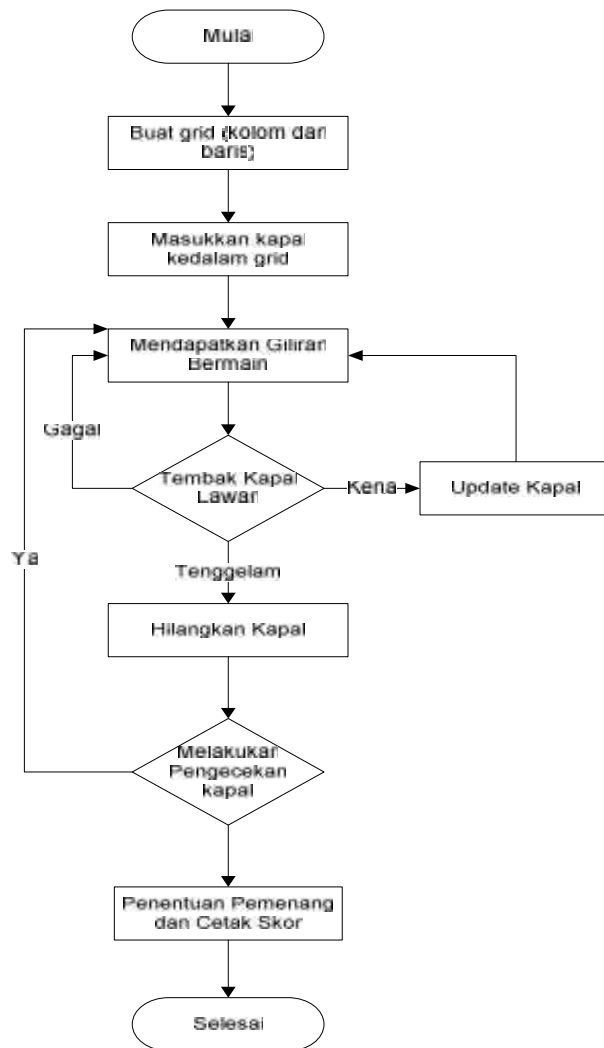 Mulai
Buat grid (kolom dan
baris)
Masukkan kapal
kedalam grid
Mendapatkan Giliran
Bermain
Gagal
Tembak Kapal
Lawan
Kena
Update Kapal
Ya
Tenggelam
Hilangkan Kapal
Melakukan
Pengecekan
kapal
Penentuan Pemenang
dan Cetak Skor
Selesai